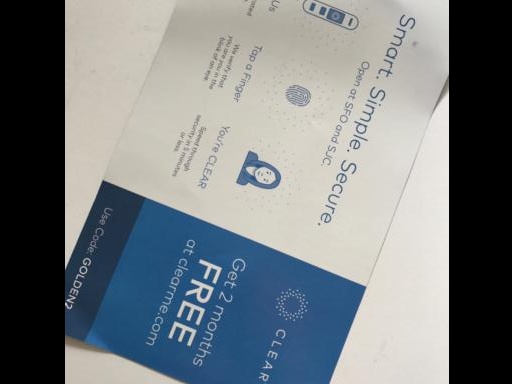 Smart. Simple. Secure.
Open at SFO and SJC
Us
Tap a Finger
We verify that
you are you in the
blink of an eye.
You're CLEAR
Speed through
security in 5 minutes
or less.
CLEAR
Get 2 months
FREE
at clearme.com
Use Code: GOLDEN2